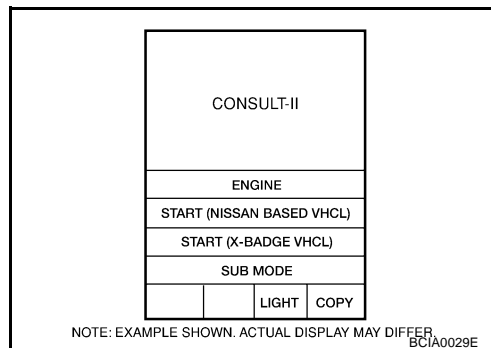 CONSULT-II
ENGINE
START (NISSAN BASED VHCL)
START (X-BADGE VHCL)
SUB MODE
LIGHT COPY
NOTE: EXAMPLE SHOWN. ACTUAL DISPLAY MAY DIFFER.
BCIA0029E